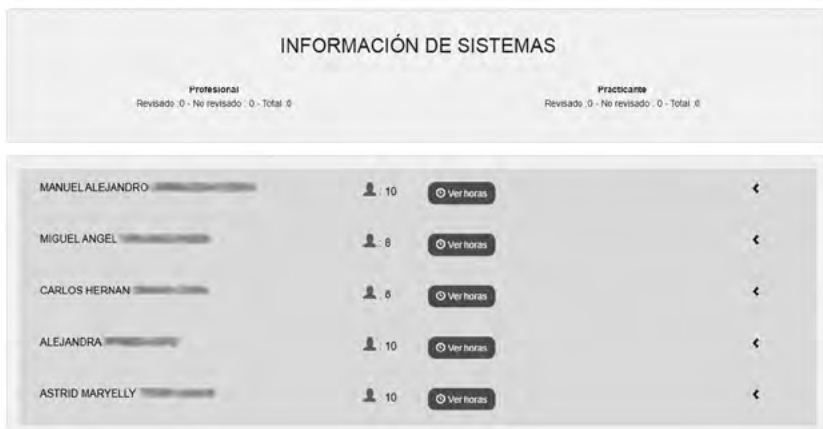 INFORMACIÓN DE SISTEMAS
Profesional
Revisado :0 - No revisado : 0 - Total :0
Practicante
Revisado :0 - No revisado : 0 - Total :0
MANUEL ALEJANDRO : 10 Ver horas
MIGUEL ANGEL : 8 Ver horas
CARLOS HERNAN : 8 Ver horas
ALEJANDRA : 10 Ver horas
ASTRID MARYELLY : 10 Ver horas